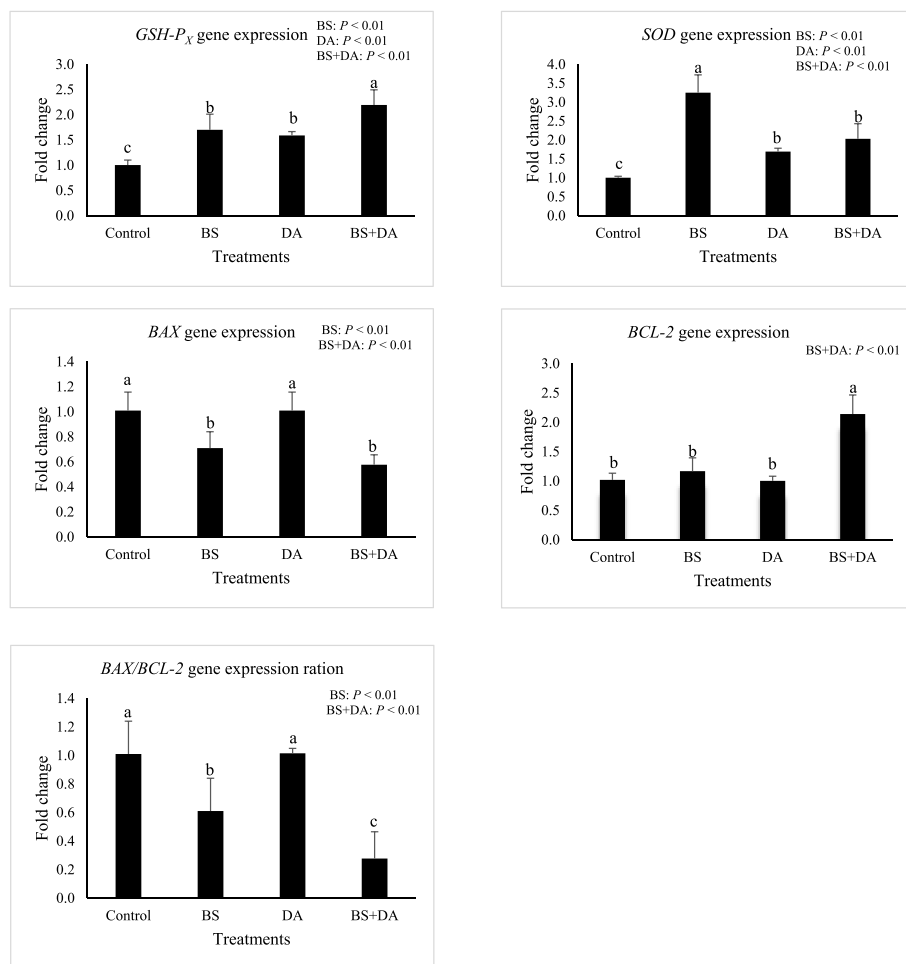 GSH-PX gene expression
BS: P < 0.01
DA: P < 0.01
BS+DA: P < 0.01
Fold change
3.0
2.5
2.0
1.5
1.0
0.5
0.0
c
b
b
a
Control BS DA BS+DA
Treatments
SOD gene expression
BS: P < 0.01
DA: P < 0.01
BS+DA: P < 0.01
Fold change
4.0
3.5
3.0
2.5
2.0
1.5
1.0
0.5
0.0
c
a
b
b
Control BS DA BS+DA
Treatments
BAX gene expression
BS: P < 0.01
BS+DA: P < 0.01
Fold change
1.4
1.2
1.0
0.8
0.6
0.4
0.2
0.0
a
b
a
b
Control BS DA BS+DA
Treatments
BCL-2 gene expression
BS+DA: P < 0.01
Fold change
3.0
2.5
2.0
1.5
1.0
0.5
0.0
b
b
b
a
Control BS DA BS+DA
Treatments
BAX/BCL-2 gene expression ration
BS: P < 0.01
BS+DA: P < 0.01
Fold change
1.4
1.2
1.0
0.8
0.6
0.4
0.2
0.0
a
b
a
c
Control BS DA BS+DA
Treatments